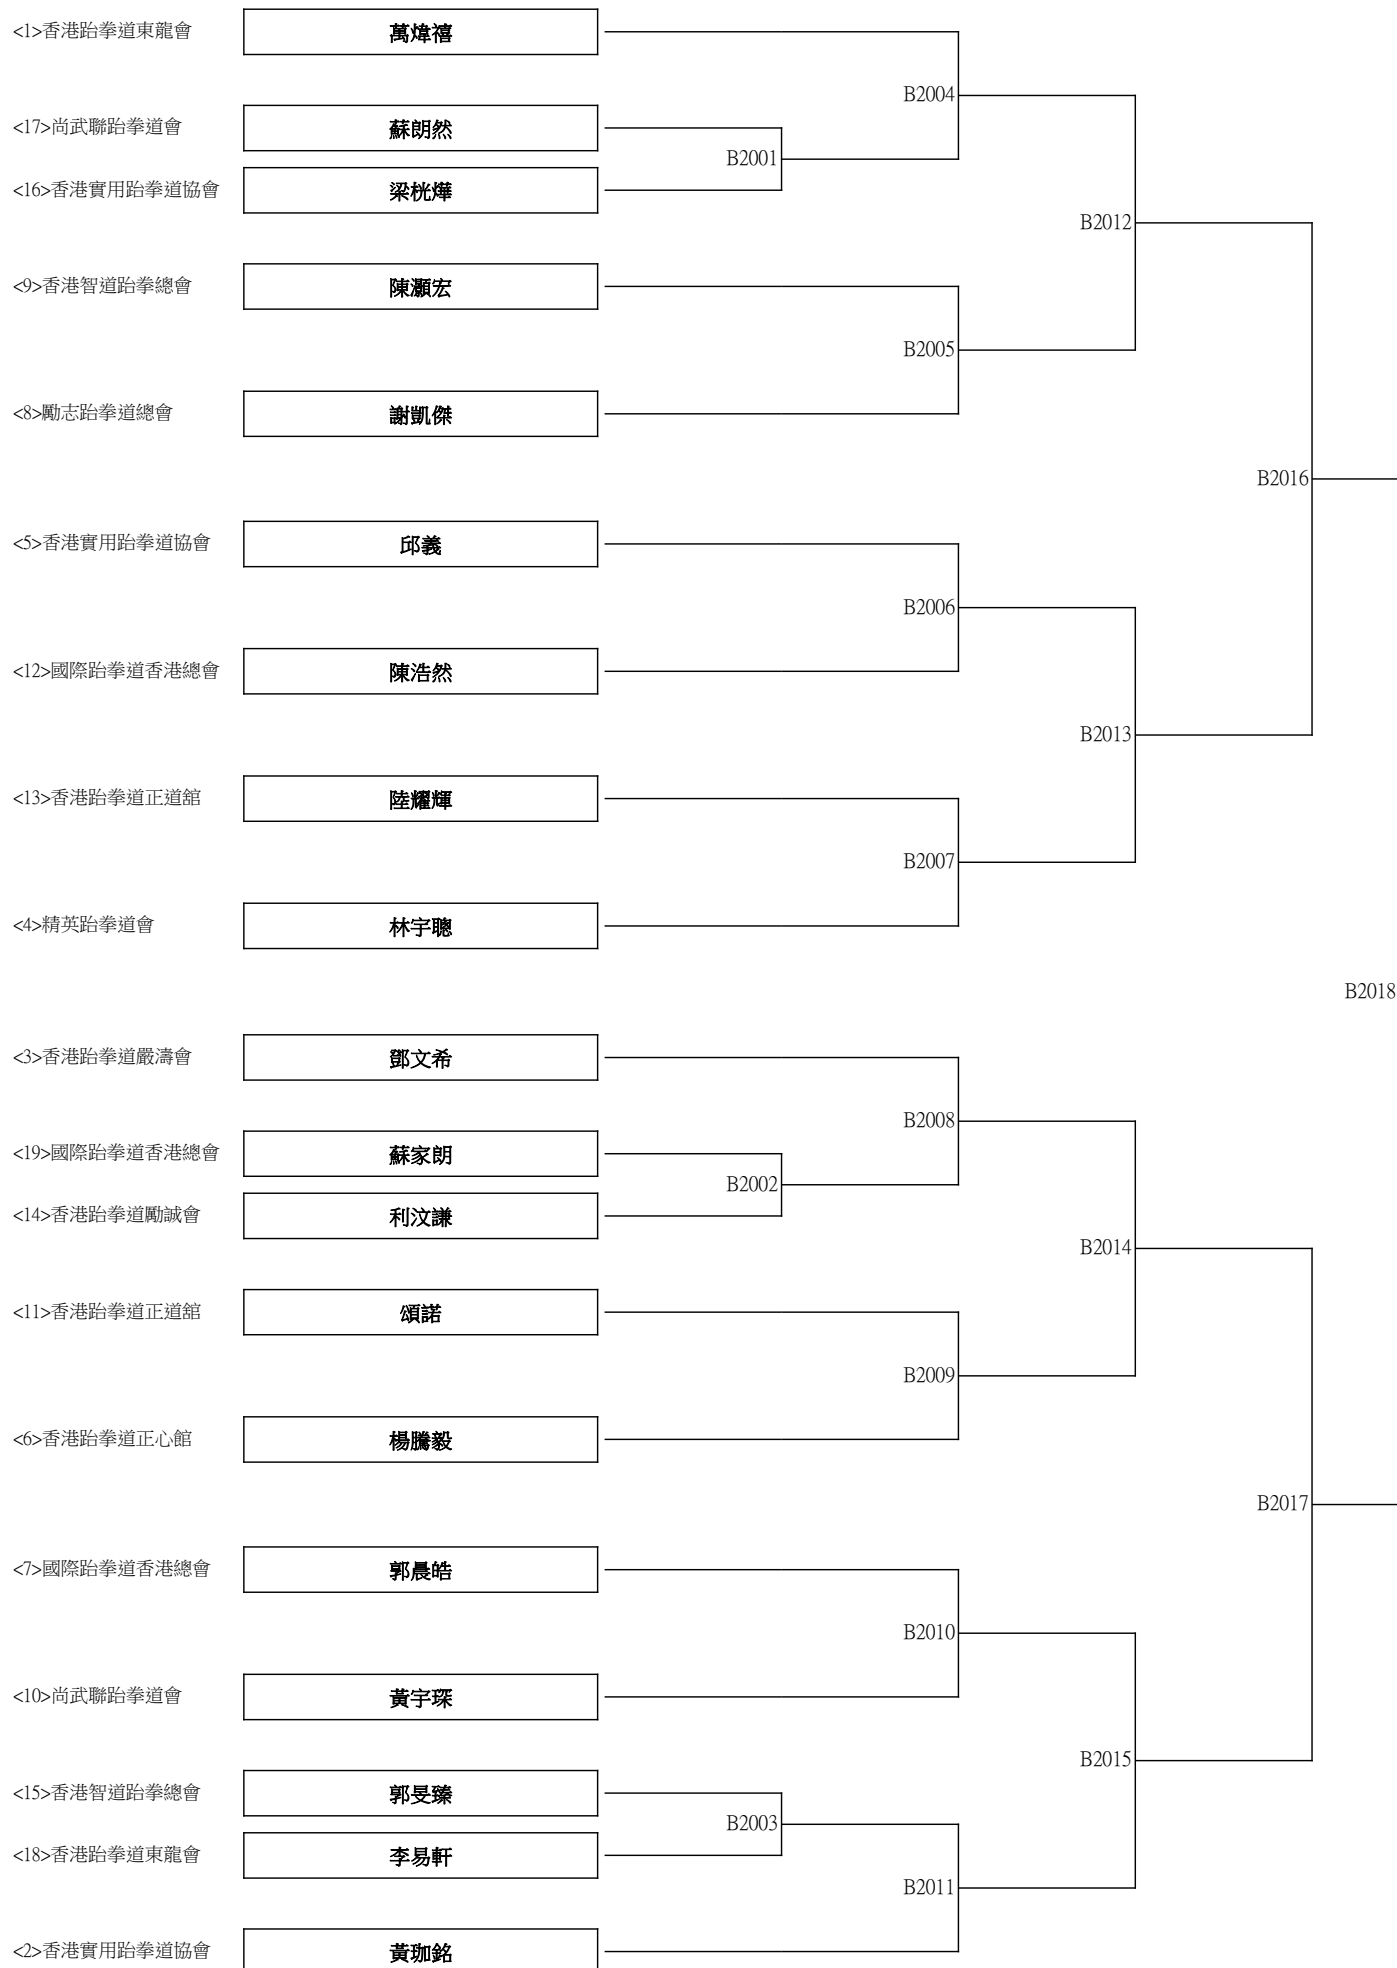 <1>香港跆拳道東龍會 萬煒禧
B2004
<17>尚武聯跆拳道會 蘇朗然
B2001
<16>香港實用跆拳道協會 梁桄燁
B2012
<9>香港智道跆拳總會 陳灝宏
B2005
<8>勵志跆拳道總會 謝凱傑
B2016
<5>香港實用跆拳道協會 邱義
B2006
<12>國際跆拳道香港總會 陳浩然
B2013
<13>香港跆拳道正道舘 陸耀輝
B2007
<4>精英跆拳道會 林宇聰
B2018
<3>香港跆拳道嚴濤會 鄧文希
B2008
<19>國際跆拳道香港總會 蘇家朗
B2002
<14>香港跆拳道勵誠會 利汶謙
B2014
<11>香港跆拳道正道舘 頌諾
B2009
<6>香港跆拳道正心館 楊騰毅
B2017
<7>國際跆拳道香港總會 郭晨皓
B2010
<10>尚武聯跆拳道會 黃宇琛
B2015
<15>香港智道跆拳總會 郭旻臻
B2003
<18>香港跆拳道東龍會 李易軒
B2011
<2>香港實用跆拳道協會 黃珈銘